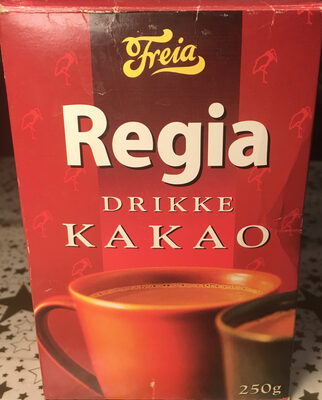 Freia
Regia
DRIKKE
KAKAO
250g